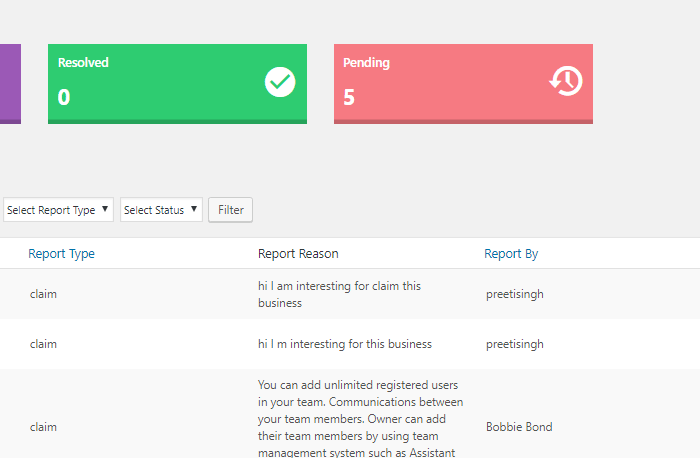 Resolved
0
Pending
5
Select Report Type
Select Status
Filter
Report Type
Report Reason
Report By
claim
hi I am interesting for claim this
business
preetisingh
claim
hi I m interesting for this business
preetisingh
claim
You can add unlimited registered users
in your team. Communications between
your team members. Owner can add
their team members by using team
management system such as Assistant
Bobbie Bond